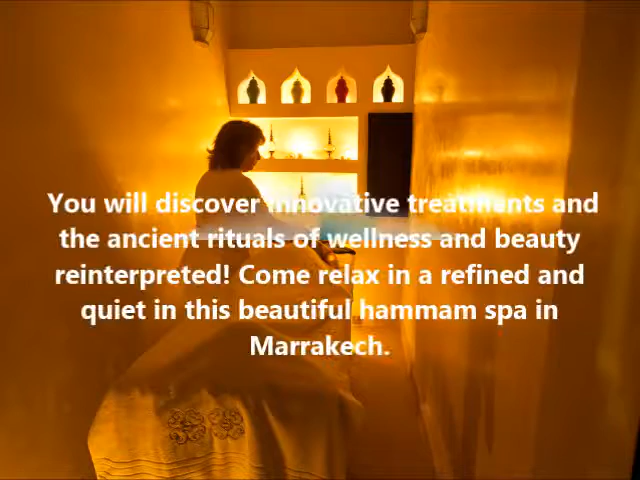 You will discover innovative treatments and
the ancient rituals of wellness and beauty
reinterpreted! Come relax in a refined and
quiet in this beautiful hammam spa in
Marrakech.